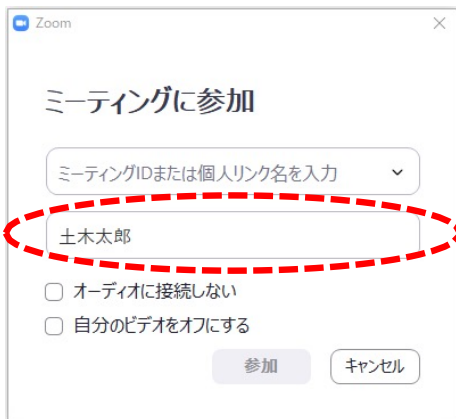 Zoom
ミーティングに参加
ミーティングIDまたは個人リンク名を入力
土木太郎
オーディオに接続しない
自分のビデオをオフにする
参加 キャンセル